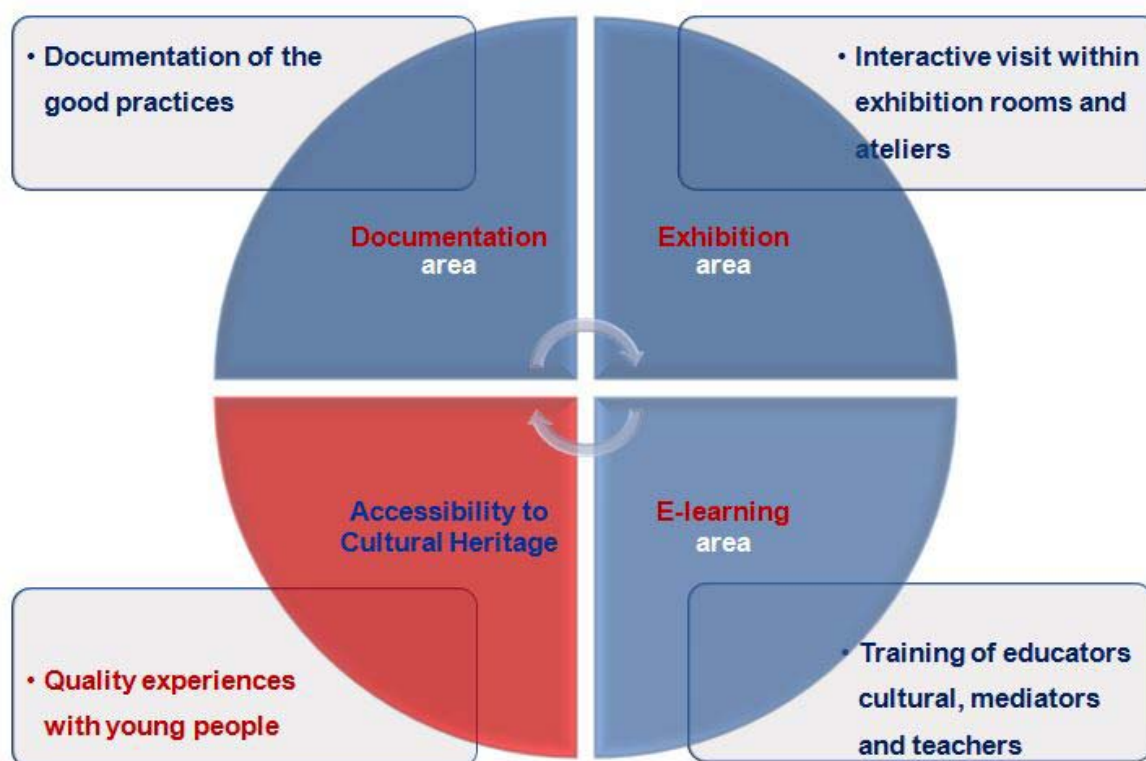 • Documentation of the
good practices
• Interactive visit within
exhibition rooms and
ateliers
Documentation
area
Exhibition
area
Accessibility to
Cultural Heritage
E-learning
area
• Quality experiences
with young people
• Training of educators
cultural, mediators
and teachers